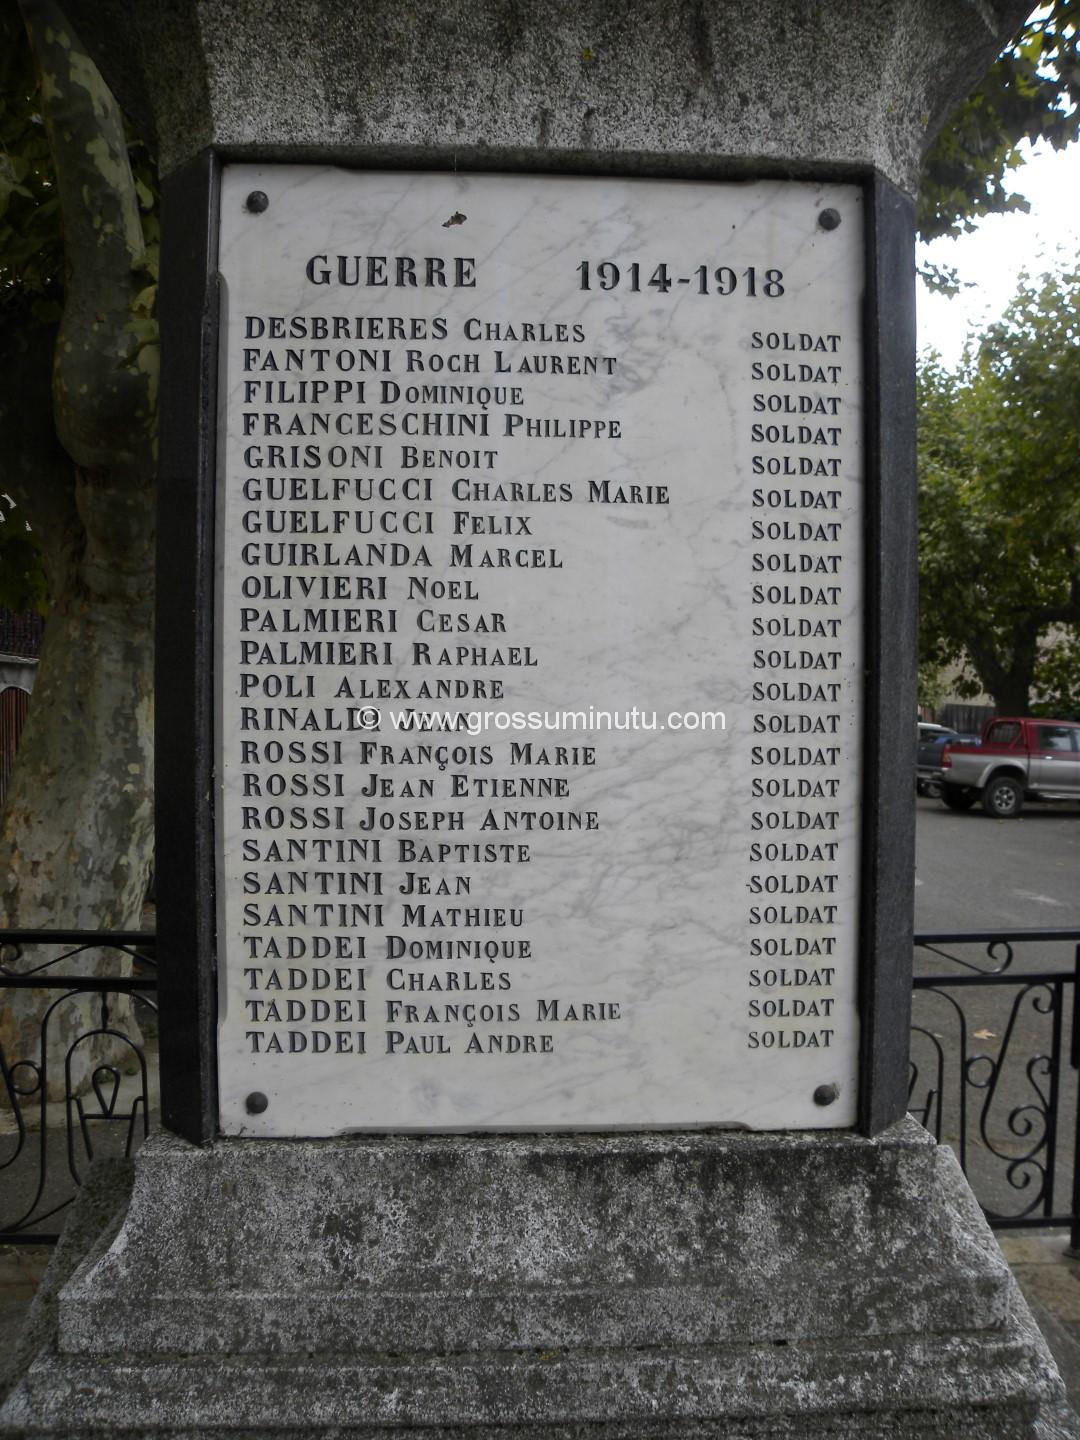 GUERRE 1914-1918
DESBRIERES CHARLES SOLDAT
FANTONI ROCH LAURENT SOLDAT
FILIPPI DOMINIQUE SOLDAT
FRANCESCHINI PHILIPPE SOLDAT
GRISONI BENOIT SOLDAT
GUELFUCCI CHARLES MARIE SOLDAT
GUELFUCCI FELIX SOLDAT
GUIRLANDA MARCEL SOLDAT
OLIVIERI NOEL SOLDAT
PALMIERI CESAR SOLDAT
PALMIERI RAPHAEL SOLDAT
POLI ALEXANDRE SOLDAT
RINALDI JEAN SOLDAT
© www.grossuminutu.com
ROSSI FRANÇOIS MARIE SOLDAT
ROSSI JEAN ETIENNE SOLDAT
ROSSI JOSEPH ANTOINE SOLDAT
SANTINI BAPTISTE SOLDAT
SANTINI JEAN SOLDAT
SANTINI MATHIEU SOLDAT
TADDEI DOMINIQUE SOLDAT
TADDEI CHARLES SOLDAT
TADDEI FRANÇOIS MARIE SOLDAT
TADDEI PAUL ANDRE SOLDAT